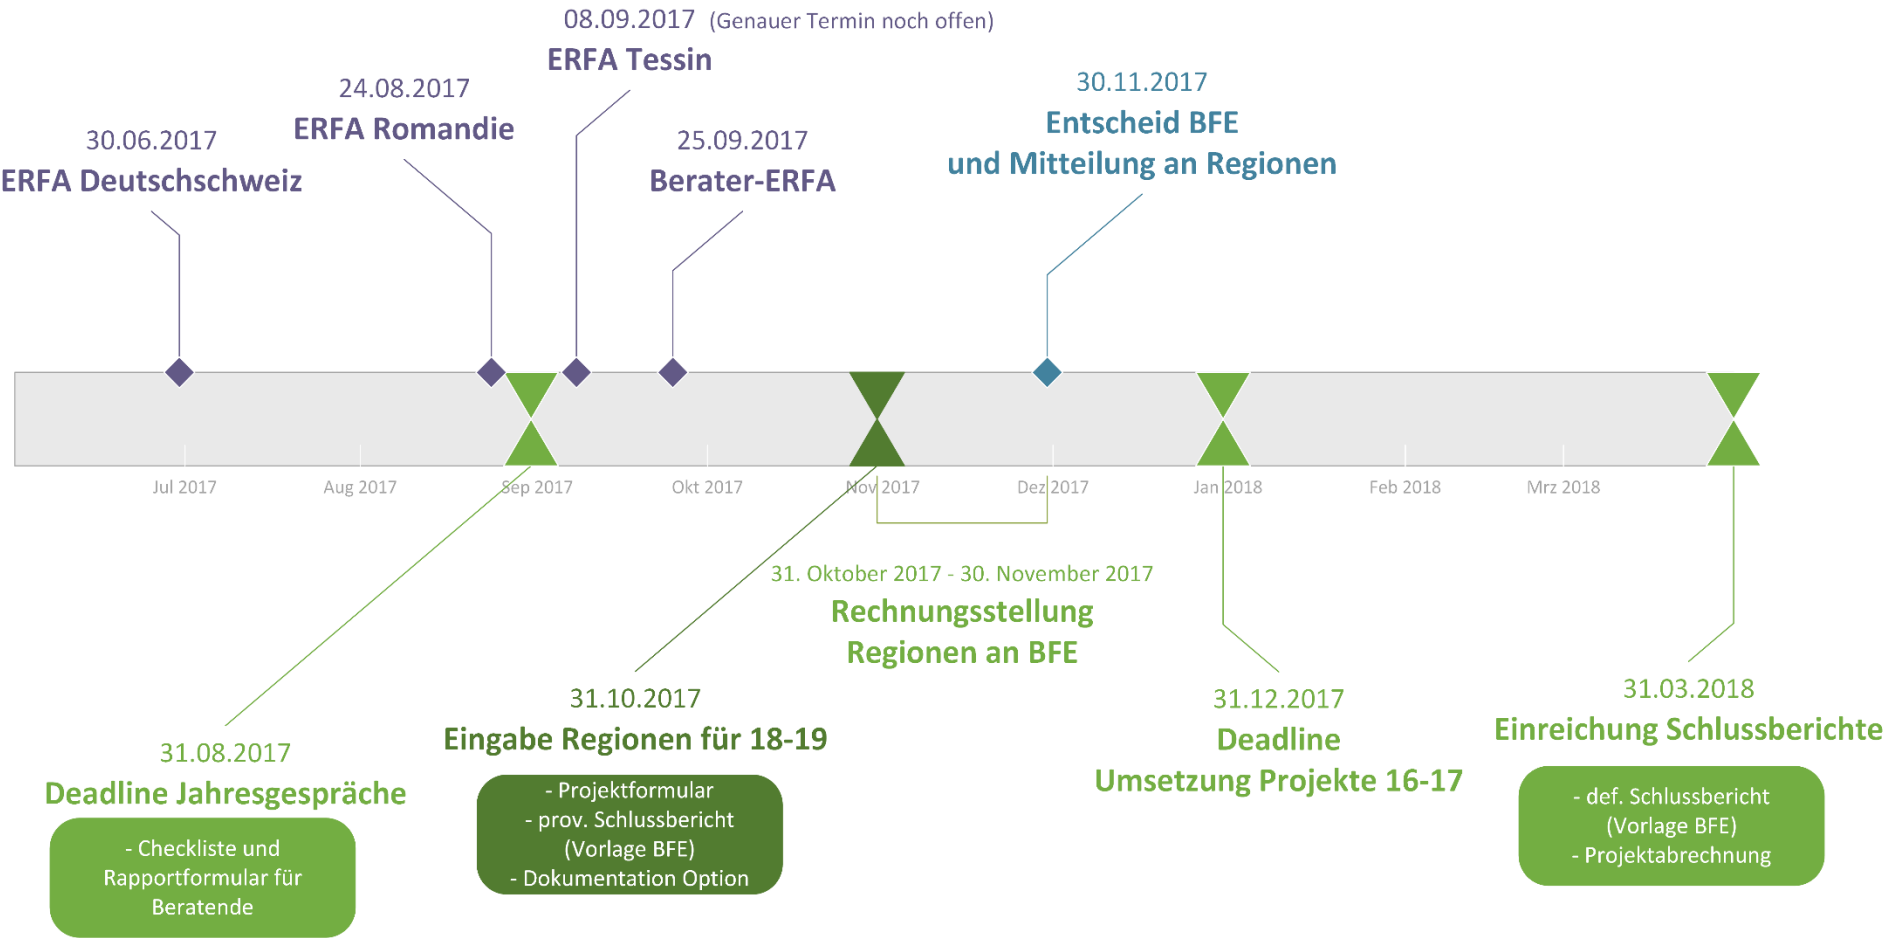 08.09.2017 (Genauer Termin noch offen)
ERFA Tessin
24.08.2017
ERFA Romandie
30.11.2017
Entscheid BFE
und Mitteilung an Regionen
30.06.2017
ERFA Deutschschweiz
25.09.2017
Berater-ERFA
Jul 2017
Aug 2017
Sep 2017
Okt 2017
Nov 2017
Dez 2017
Jan 2018
Feb 2018
Mrz 2018
31. Oktober 2017 - 30. November 2017
Rechnungsstellung
Regionen an BFE
31.08.2017
Deadline Jahresgespräche
- Checkliste und
Rapportformular für
Beratende
31.10.2017
Eingabe Regionen für 18-19
- Projektformular
- prov. Schlussbericht
(Vorlage BFE)
- Dokumentation Option
31.12.2017
Deadline
Umsetzung Projekte 16-17
31.03.2018
Einreichung Schlussberichte
- def. Schlussbericht
(Vorlage BFE)
- Projektabrechnung